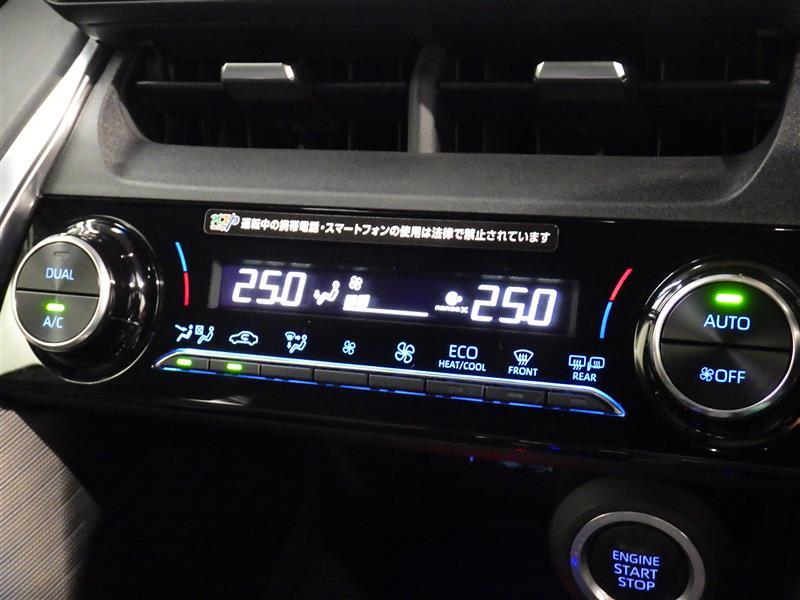 運転中の携帯電話・スマートフォンの使用は法律で禁止されています
DUAL
A/C
25.0
nanoe X
25.0
AUTO
OFF
ECO
HEAT/COOL
FRONT
REAR
ENGINE
START
STOP